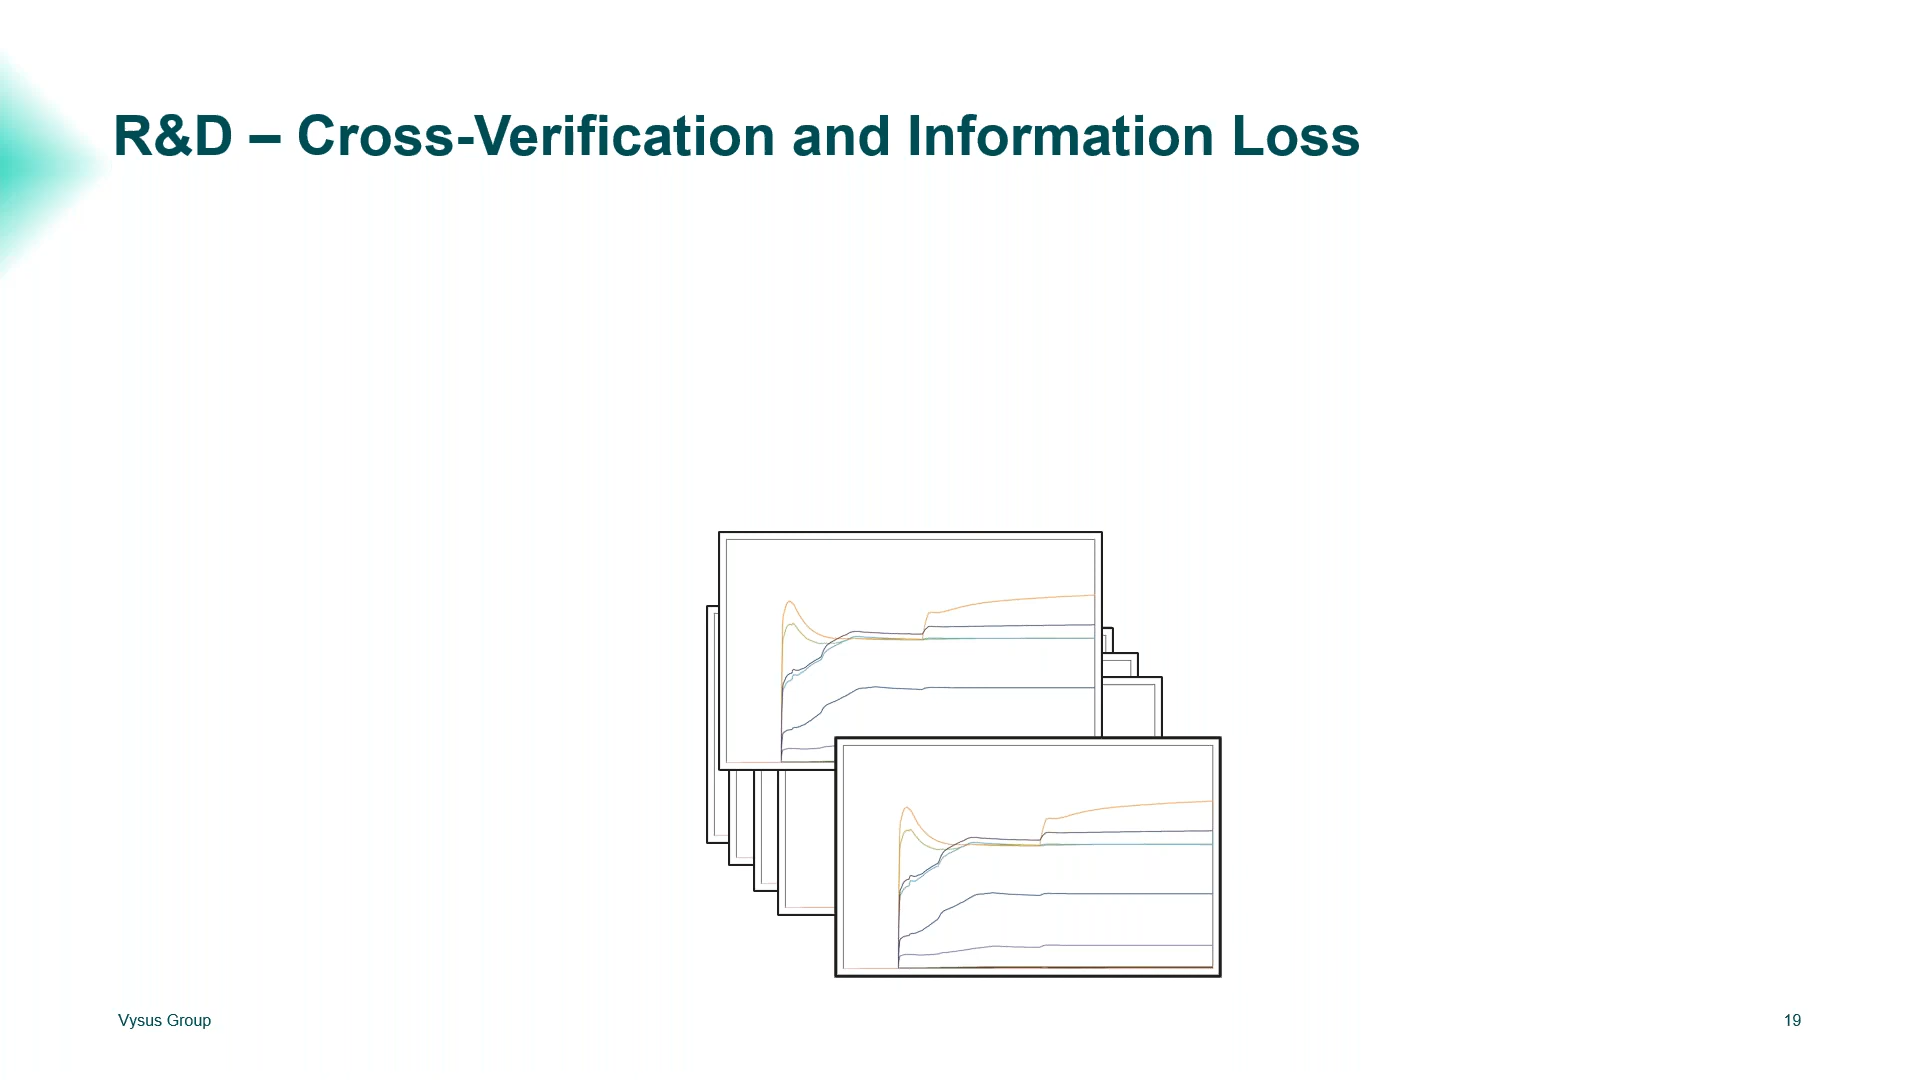 R&D – Cross-Verification and Information Loss
Vysus Group
19